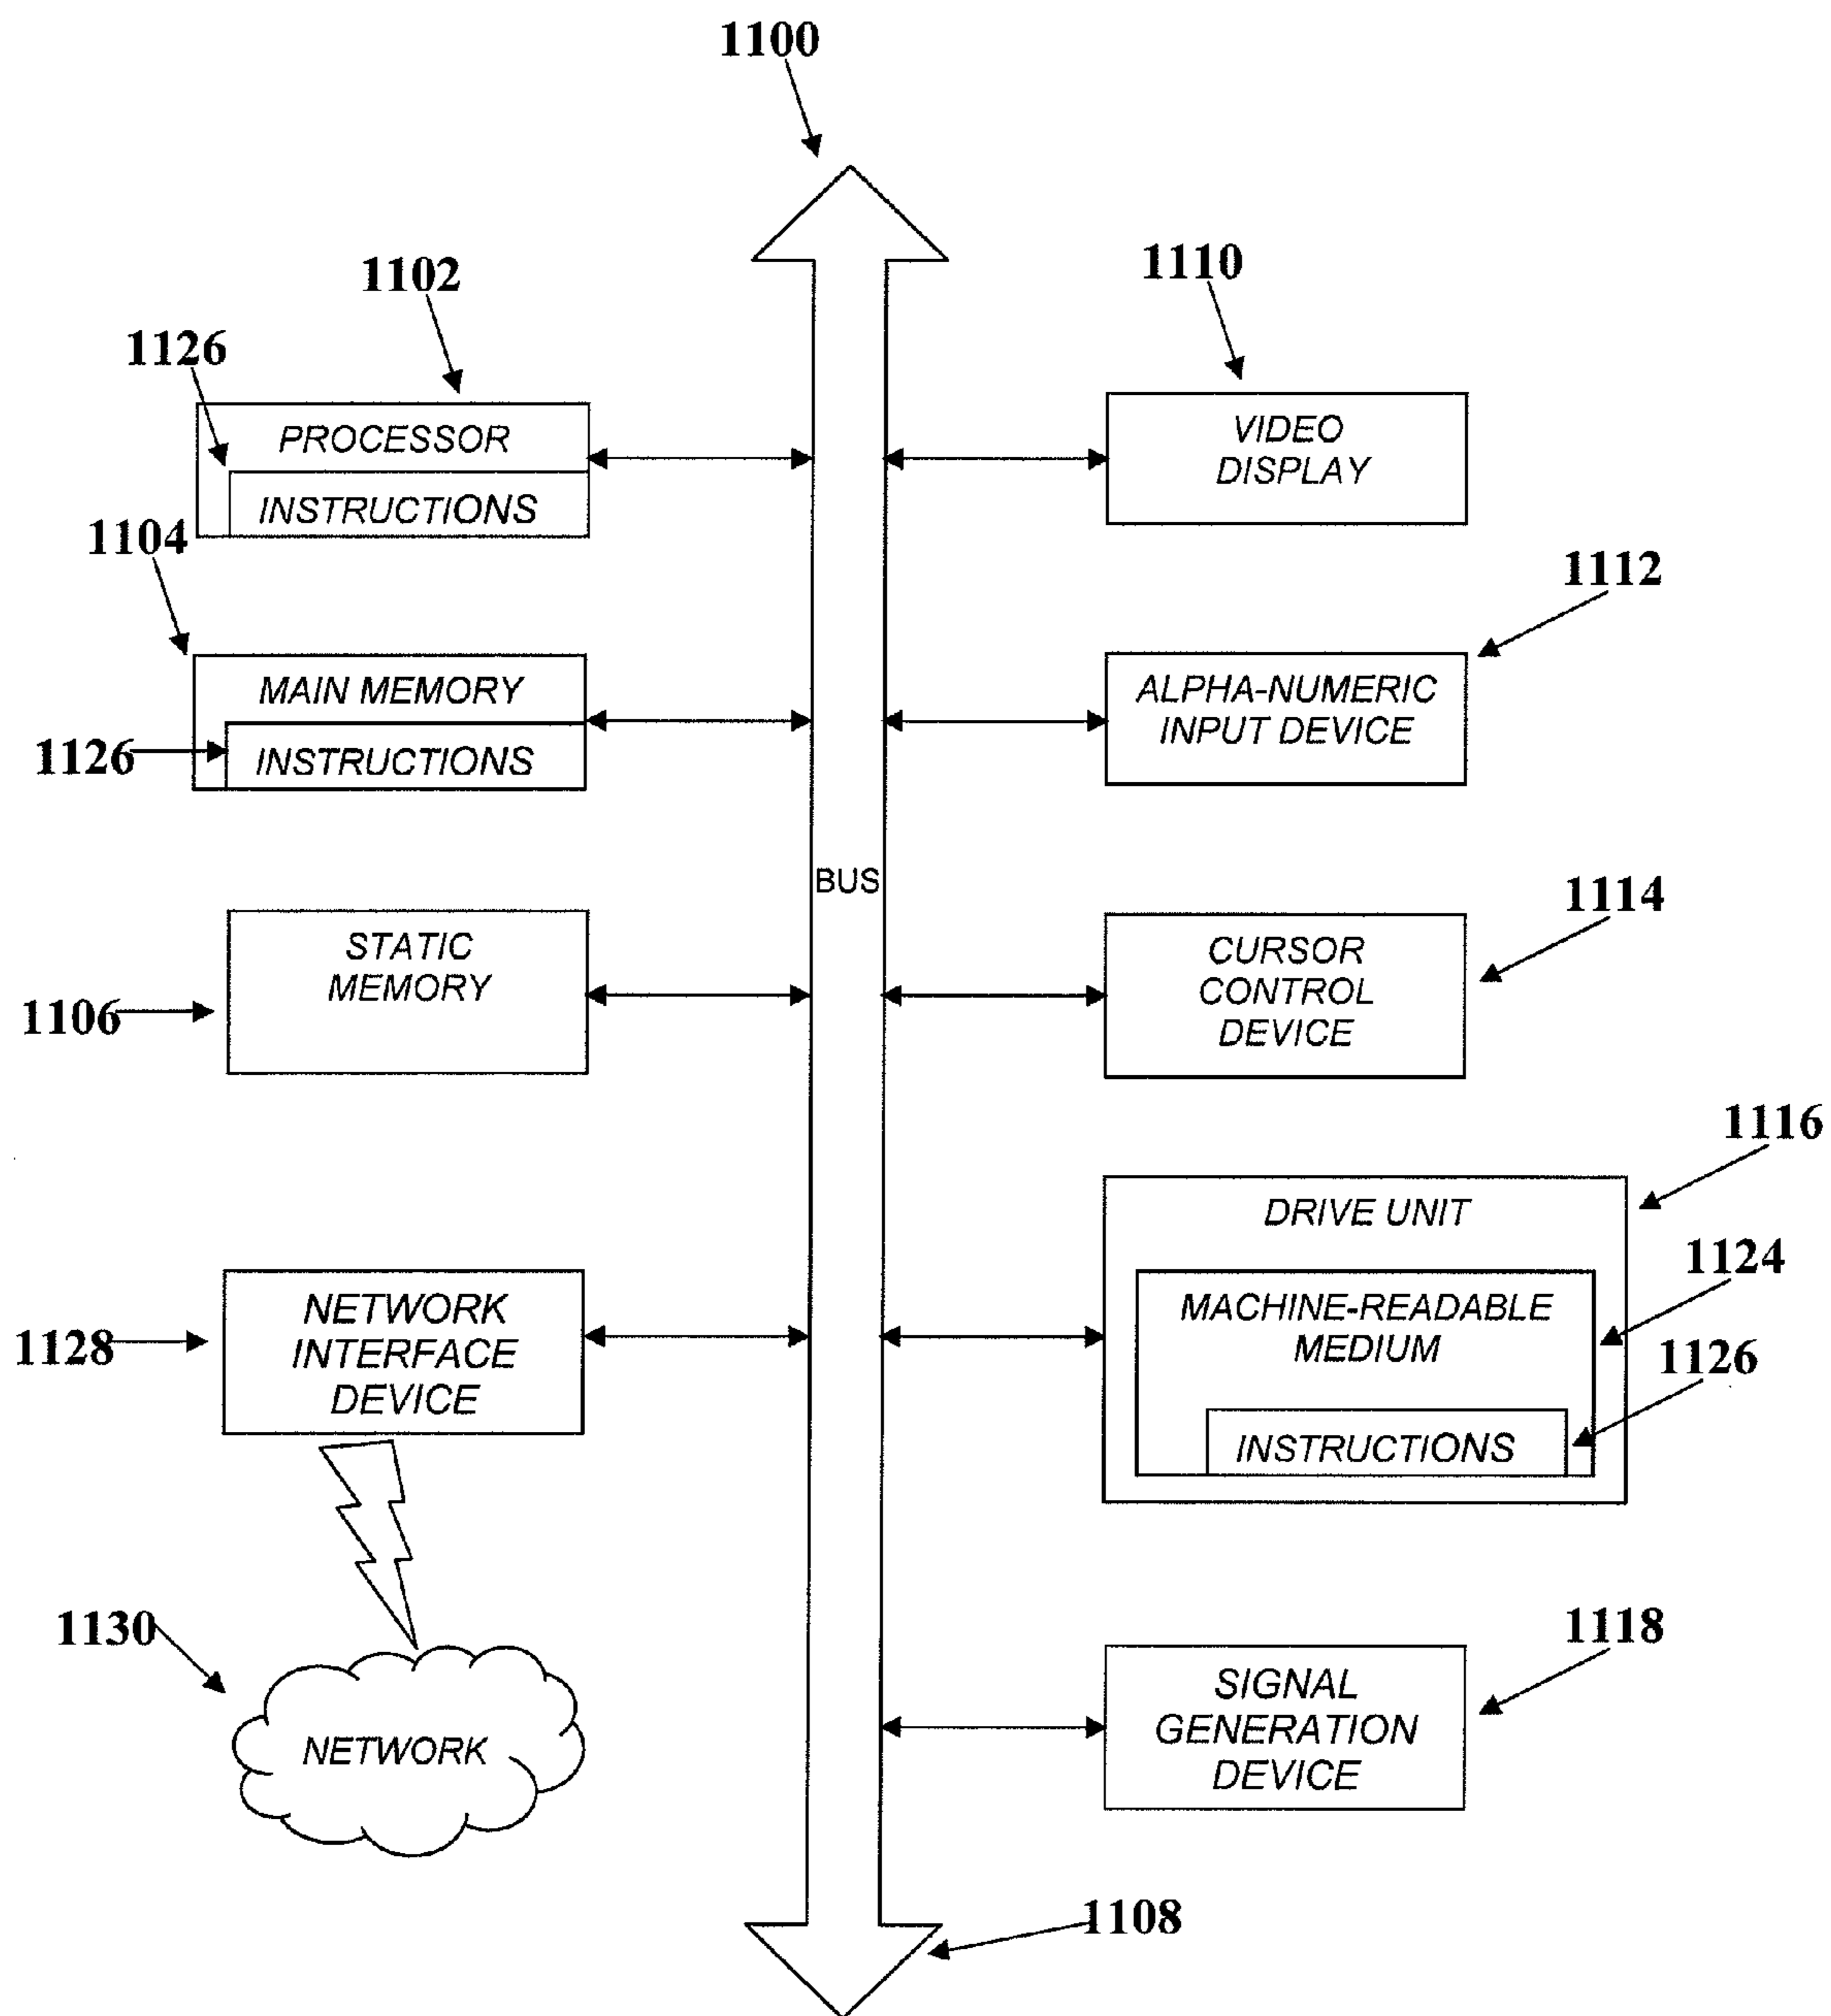 1100
1102
1110
1126
PROCESSOR
INSTRUCTIONS
VIDEO
DISPLAY
1104
1112
MAIN MEMORY
INSTRUCTIONS
1126
ALPHA-NUMERIC
INPUT DEVICE
BUS
1114
STATIC
MEMORY
1106
CURSOR
CONTROL
DEVICE
1116
DRIVE UNIT
1124
NETWORK
INTERFACE
DEVICE
1128
MACHINE-READABLE
MEDIUM
1126
INSTRUCTIONS
1130
NETWORK
1118
SIGNAL
GENERATION
DEVICE
1108